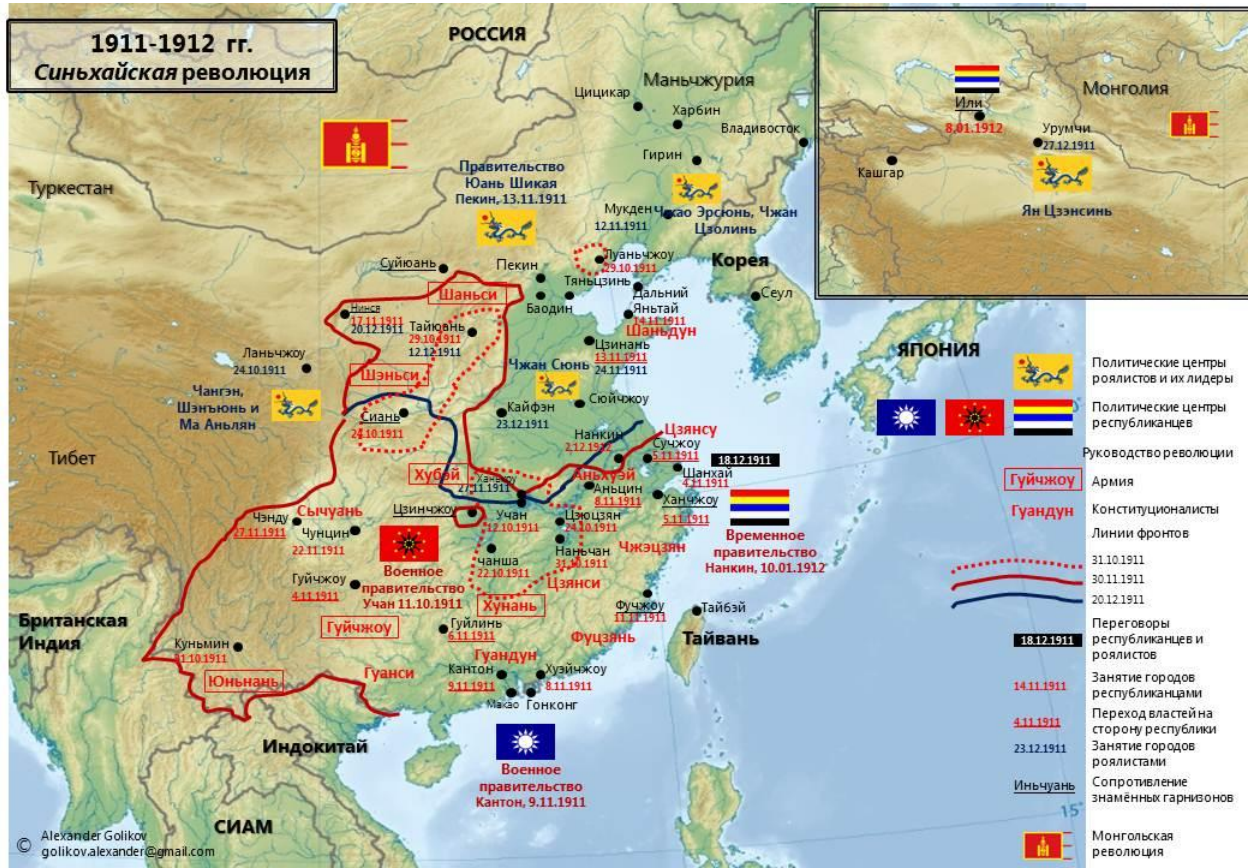 1911-1912 гг.
Синьхайская революция
РОССИЯ
Маньчжурия
Цицикар
Харбин
Владивосток
Гирин
Монголия
Или
8.01.1912
Урумчи
27.12.1911
Кашгар
Ян Цзэнсинь
Туркестан
Правительство
Юань Шикая
Пекин, 13.11.1911
Мукден
12.11.1911
Чжао Эрсюнь, Чжан
Цзолинь
Луаньчжоу
29.10.1911
Корея
Суйюань
Пекин
Тяньцзинь
Дальний
Сеул
Шаньси
Баодин
Яньтай
14.11.1911
Шаньдун
Нинся
17.11.1911
20.12.1911
Тайюань
29.10.1911
12.12.1911
Цзинань
13.11.1911
24.11.1911
ЯПОНИЯ
Ланьчжоу
24.10.1911
Шэньси
Чжан Сюнь
Чангэн,
Шэнъюнь и
Ма Аньлян
Сиань
24.10.1911
Кайфэн
23.12.1911
Сюйчжоу
Цзянсу
Нанкин
2.12.1912
Сучжоу
5.11.1911
18.12.1911
Тибет
Хубэй
Ханькоу
27.11.1911
Аньхуэй
Шанхай
4.11.1911
Аньцин
8.11.1911
Ханчжоу
5.11.1911
Сычуань
Цзинчжоу
Учан
12.10.1911
Цзюцзян
24.10.1911
Чэнду
27.11.1911
Чунцин
22.11.1911
чанша
22.10.1911
Наньчан
31.10.1911
Чжэцзян
Временное
правительство
Нанкин, 10.01.1912
Гуйчжоу
4.11.1911
Военное
правительство
Учан 11.10.1911
Цзянси
Хунань
Фучжоу
11.11.1911
Тайбэй
Британская
Индия
Гуйчжоу
Гуйлинь
6.11.1911
Фуцзянь
Тайвань
Куньмин
31.10.1911
Юньнань
Гуанси
Гуандун
Кантон
9.11.1911
Хуэйчжоу
8.11.1911
Макао
Гонконг
Индокитай
Военное
правительство
Кантон, 9.11.1911
СИАМ
© Alexander Golikov
golikov.alexander@gmail.com
Политические центры
роялистов и их лидеры
Политические центры
республиканцев
Руководство революции
Гуйчжоу
Армия
Гуандун
Конституционалисты
Линии фронтов
31.10.1911
30.11.1911
20.12.1911
18.12.1911
Переговоры
республиканцев и
роялистов
14.11.1911
Занятие городов
республиканцами
4.11.1911
Переход властей на
сторону республики
23.12.1911
Занятие городов
роялистами
Иньчуань
Сопротивление
знамённых гарнизонов
15°
Монгольская
революция